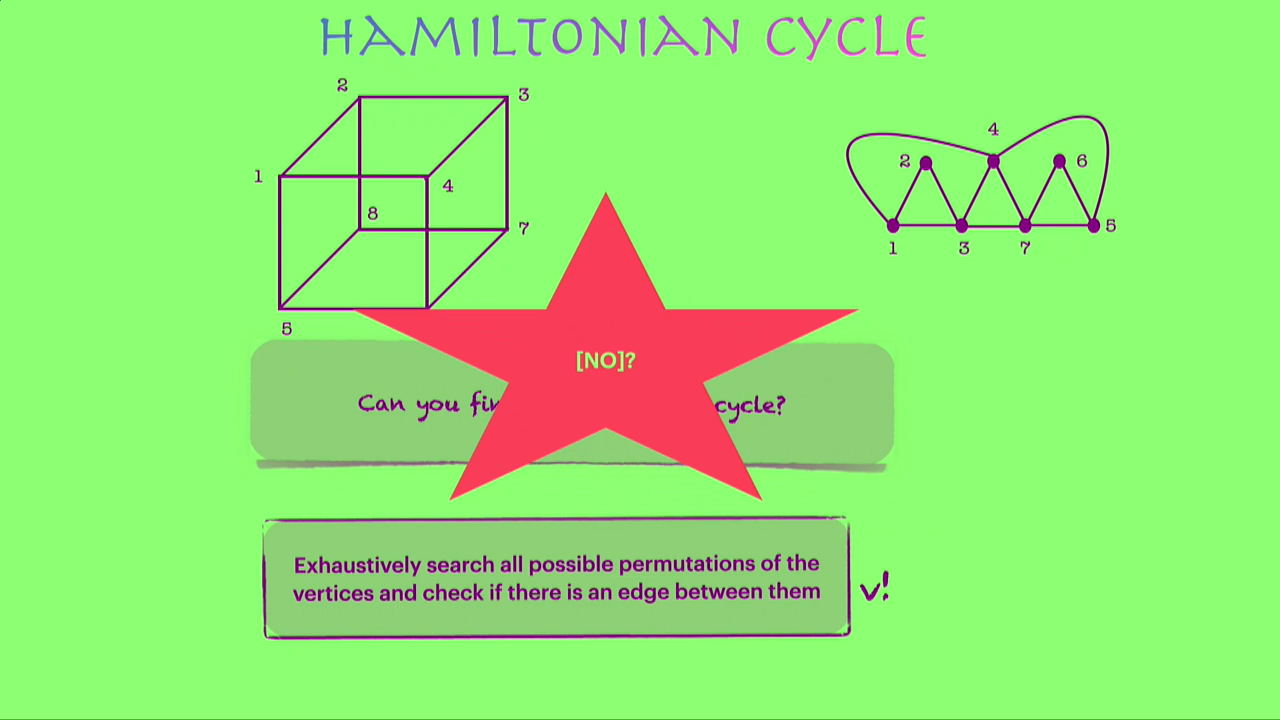 HAMILTONIAN CYCLE
2
3
1
4
8
7
5
4
2
6
1
3
7
5
[NO]?
Can you cycle?
Exhaustively search all possible permutations of the
vertices and check if there is an edge between them
v!